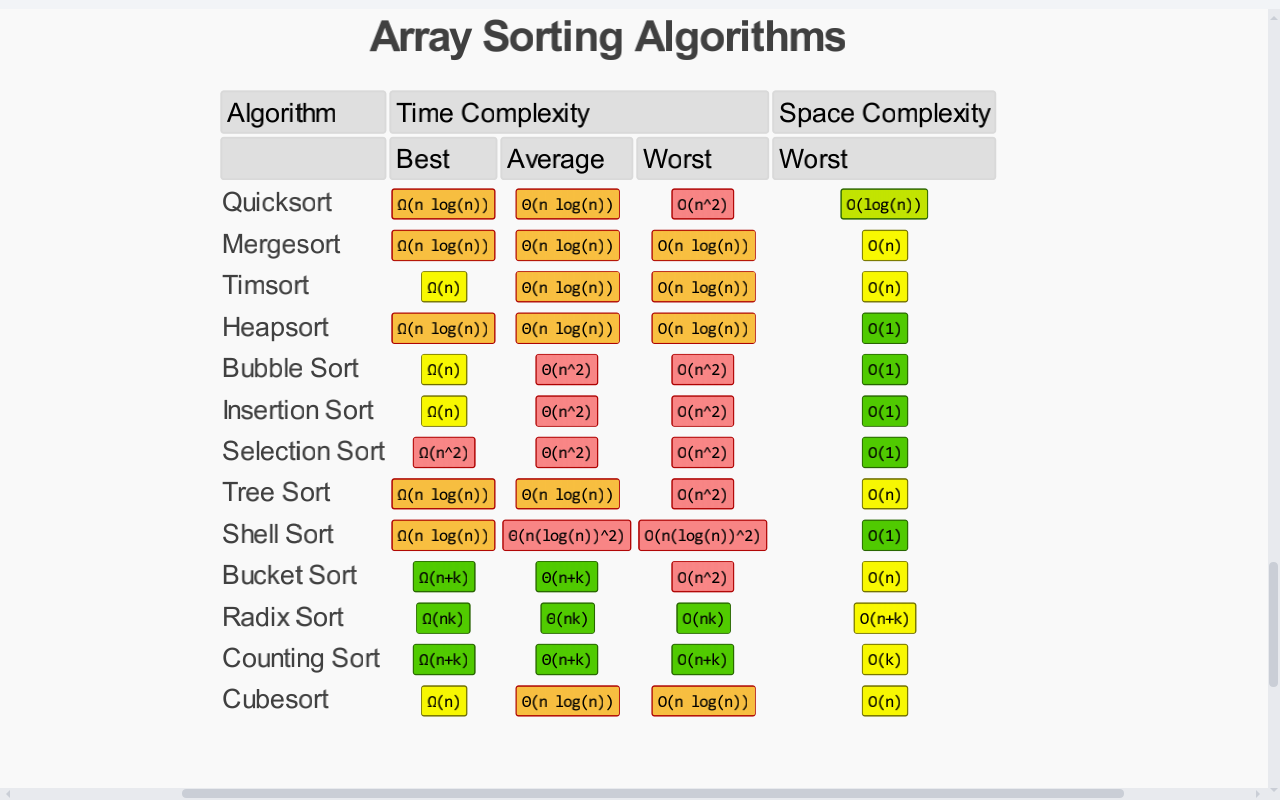 Array Sorting Algorithms
Algorithm Time Complexity Space Complexity
Best Average Worst Worst
Quicksort Ω(n log(n)) Θ(n log(n)) O(n^2) O(log(n))
Mergesort Ω(n log(n)) Θ(n log(n)) O(n log(n)) O(n)
Timsort Ω(n) Θ(n log(n)) O(n log(n)) O(n)
Heapsort Ω(n log(n)) Θ(n log(n)) O(n log(n)) O(1)
Bubble Sort Ω(n) Θ(n^2) O(n^2) O(1)
Insertion Sort Ω(n) Θ(n^2) O(n^2) O(1)
Selection Sort Ω(n^2) Θ(n^2) O(n^2) O(1)
Tree Sort Ω(n log(n)) Θ(n log(n)) O(n^2) O(n)
Shell Sort Ω(n log(n)) Θ(n(log(n))^2) O(n(log(n))^2) O(1)
Bucket Sort Ω(n+k) Θ(n+k) O(n^2) O(n)
Radix Sort Ω(nk) Θ(nk) O(nk) O(n+k)
Counting Sort Ω(n+k) Θ(n+k) O(n+k) O(k)
Cubesort Ω(n) Θ(n log(n)) O(n log(n)) O(n)